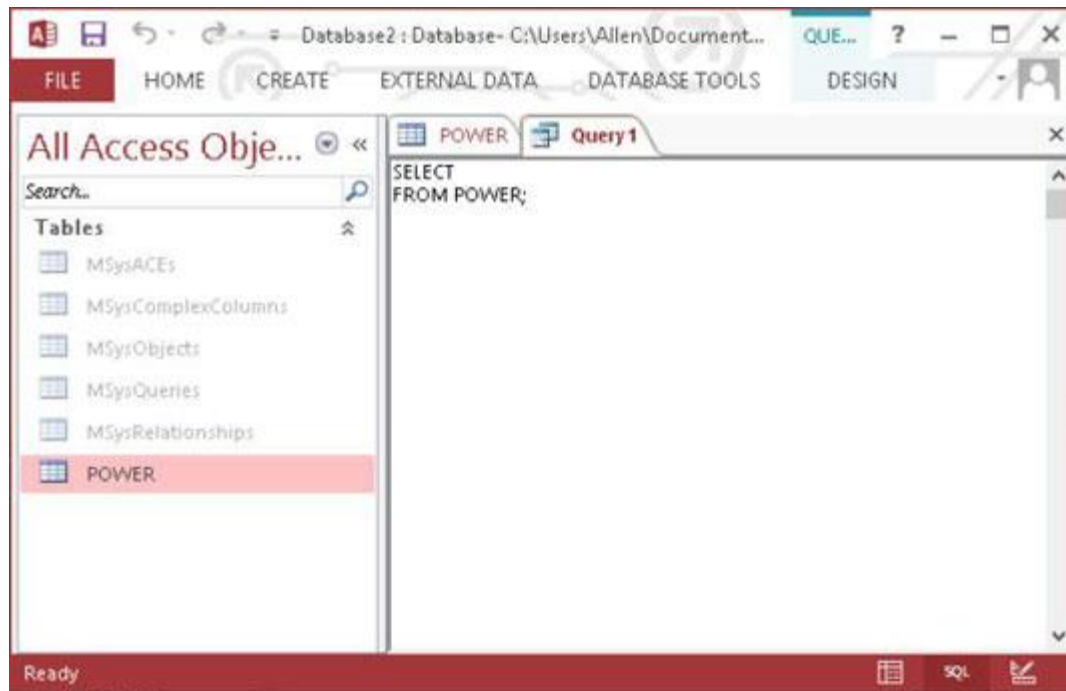 Database2 : Database- C:\Users\Allen\Document... QUE... ?
FILE HOME CREATE EXTERNAL DATA DATABASE TOOLS DESIGN
All Access Obje...
Search..
Tables
MSysACEs
MSysComplexColumns
MSysObjects
MSysQueries
MSysRelationships
POWER
POWER Query1
SELECT
FROM POWER;
Ready SQL